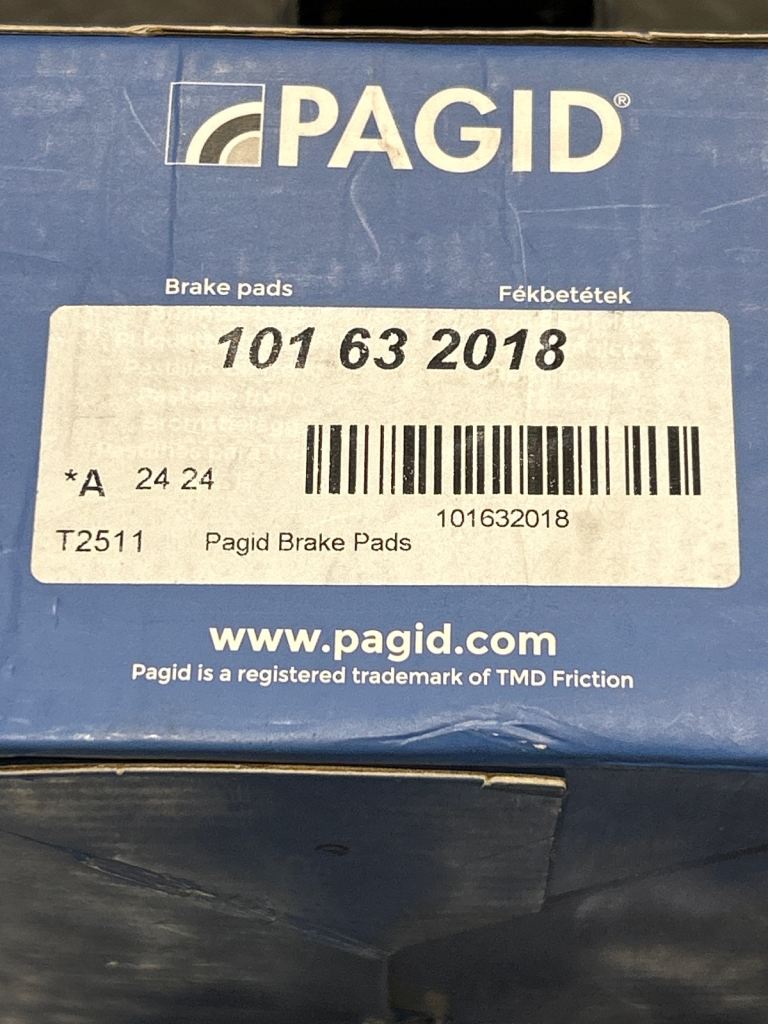 PAGID®
Brake pads Fékbetétek
101 63 2018
*A 24 24
101632018
T2511 Pagid Brake Pads
www.pagid.com
Pagid is a registered trademark of TMD Friction